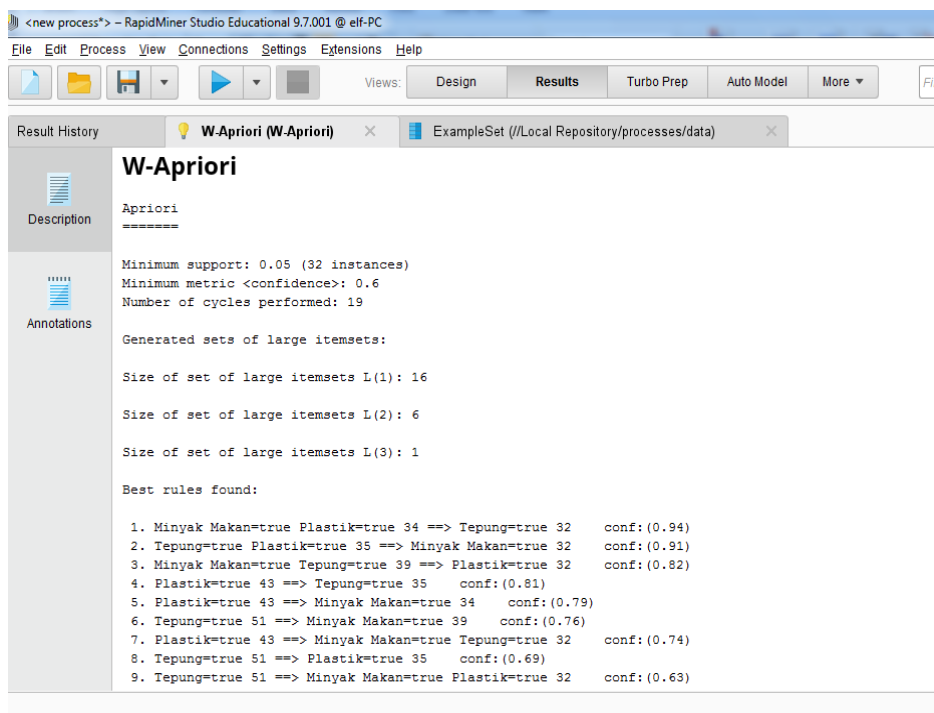 <new process*> – RapidMiner Studio Educational 9.7.001 @ elf-PC
File Edit Process View Connections Settings Extensions Help
Views: Design Results Turbo Prep Auto Model More
Result History W-Apriori (W-Apriori) ExampleSet (//Local Repository/processes/data)
W-Apriori
Description
Annotations
Apriori
=======
Minimum support: 0.05 (32 instances)
Minimum metric <confidence>: 0.6
Number of cycles performed: 19
Generated sets of large itemsets:
Size of set of large itemsets L(1): 16
Size of set of large itemsets L(2): 6
Size of set of large itemsets L(3): 1
Best rules found:
1. Minyak Makan=true Plastik=true 34 ==> Tepung=true 32 conf:(0.94)
2. Tepung=true Plastik=true 35 ==> Minyak Makan=true 32 conf:(0.91)
3. Minyak Makan=true Tepung=true 39 ==> Plastik=true 32 conf:(0.82)
4. Plastik=true 43 ==> Tepung=true 35 conf:(0.81)
5. Plastik=true 43 ==> Minyak Makan=true 34 conf:(0.79)
6. Tepung=true 51 ==> Minyak Makan=true 39 conf:(0.76)
7. Plastik=true 43 ==> Minyak Makan=true Tepung=true 32 conf:(0.74)
8. Tepung=true 51 ==> Plastik=true 35 conf:(0.69)
9. Tepung=true 51 ==> Minyak Makan=true Plastik=true 32 conf:(0.63)